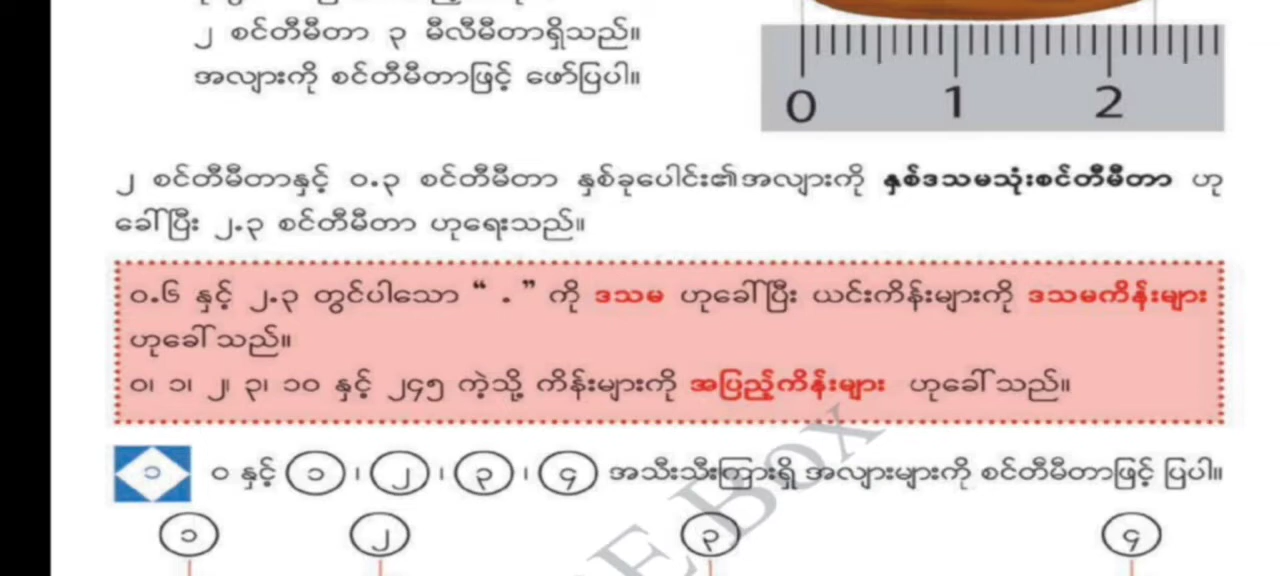 ၂ စင်တီမီတာ ၃ မီလီမီတာရှိသည်။
အလျားကို စင်တီမီတာဖြင့် ဖော်ပြပါ။
0 1 2
၂ စင်တီမီတာနှင့် ၀.၃ စင်တီမီတာ နှစ်ခုပေါင်း၏အလျားကို နှစ်ဒသမသုံးစင်တီမီတာ ဟု
ခေါ်ပြီး ၂.၃ စင်တီမီတာ ဟုရေးသည်။
၀.၆ နှင့် ၂.၃ တွင်ပါသော “ . ” ကို ဒသမ ဟုခေါ်ပြီး ယင်းကိန်းများကို ဒသမကိန်းများ
ဟုခေါ်သည်။
၀၊ ၁၊ ၂၊ ၃၊ ၁၀ နှင့် ၂၄၅ ကဲ့သို့ ကိန်းများကို အပြည့်ကိန်းများ ဟုခေါ်သည်။
၁ ၀ နှင့် ၁ ၊ ၂ ၊ ၃ ၊ ၄ အသီးသီးကြားရှိ အလျားများကို စင်တီမီတာဖြင့် ပြပါ။
၁ ၂ ၃ ၄
E Box